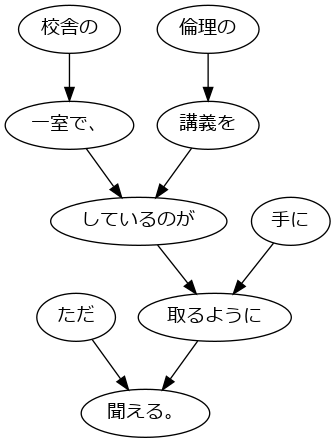 校舎の
倫理の
一室で、
講義を
しているのが
手に
ただ
取るように
聞える。